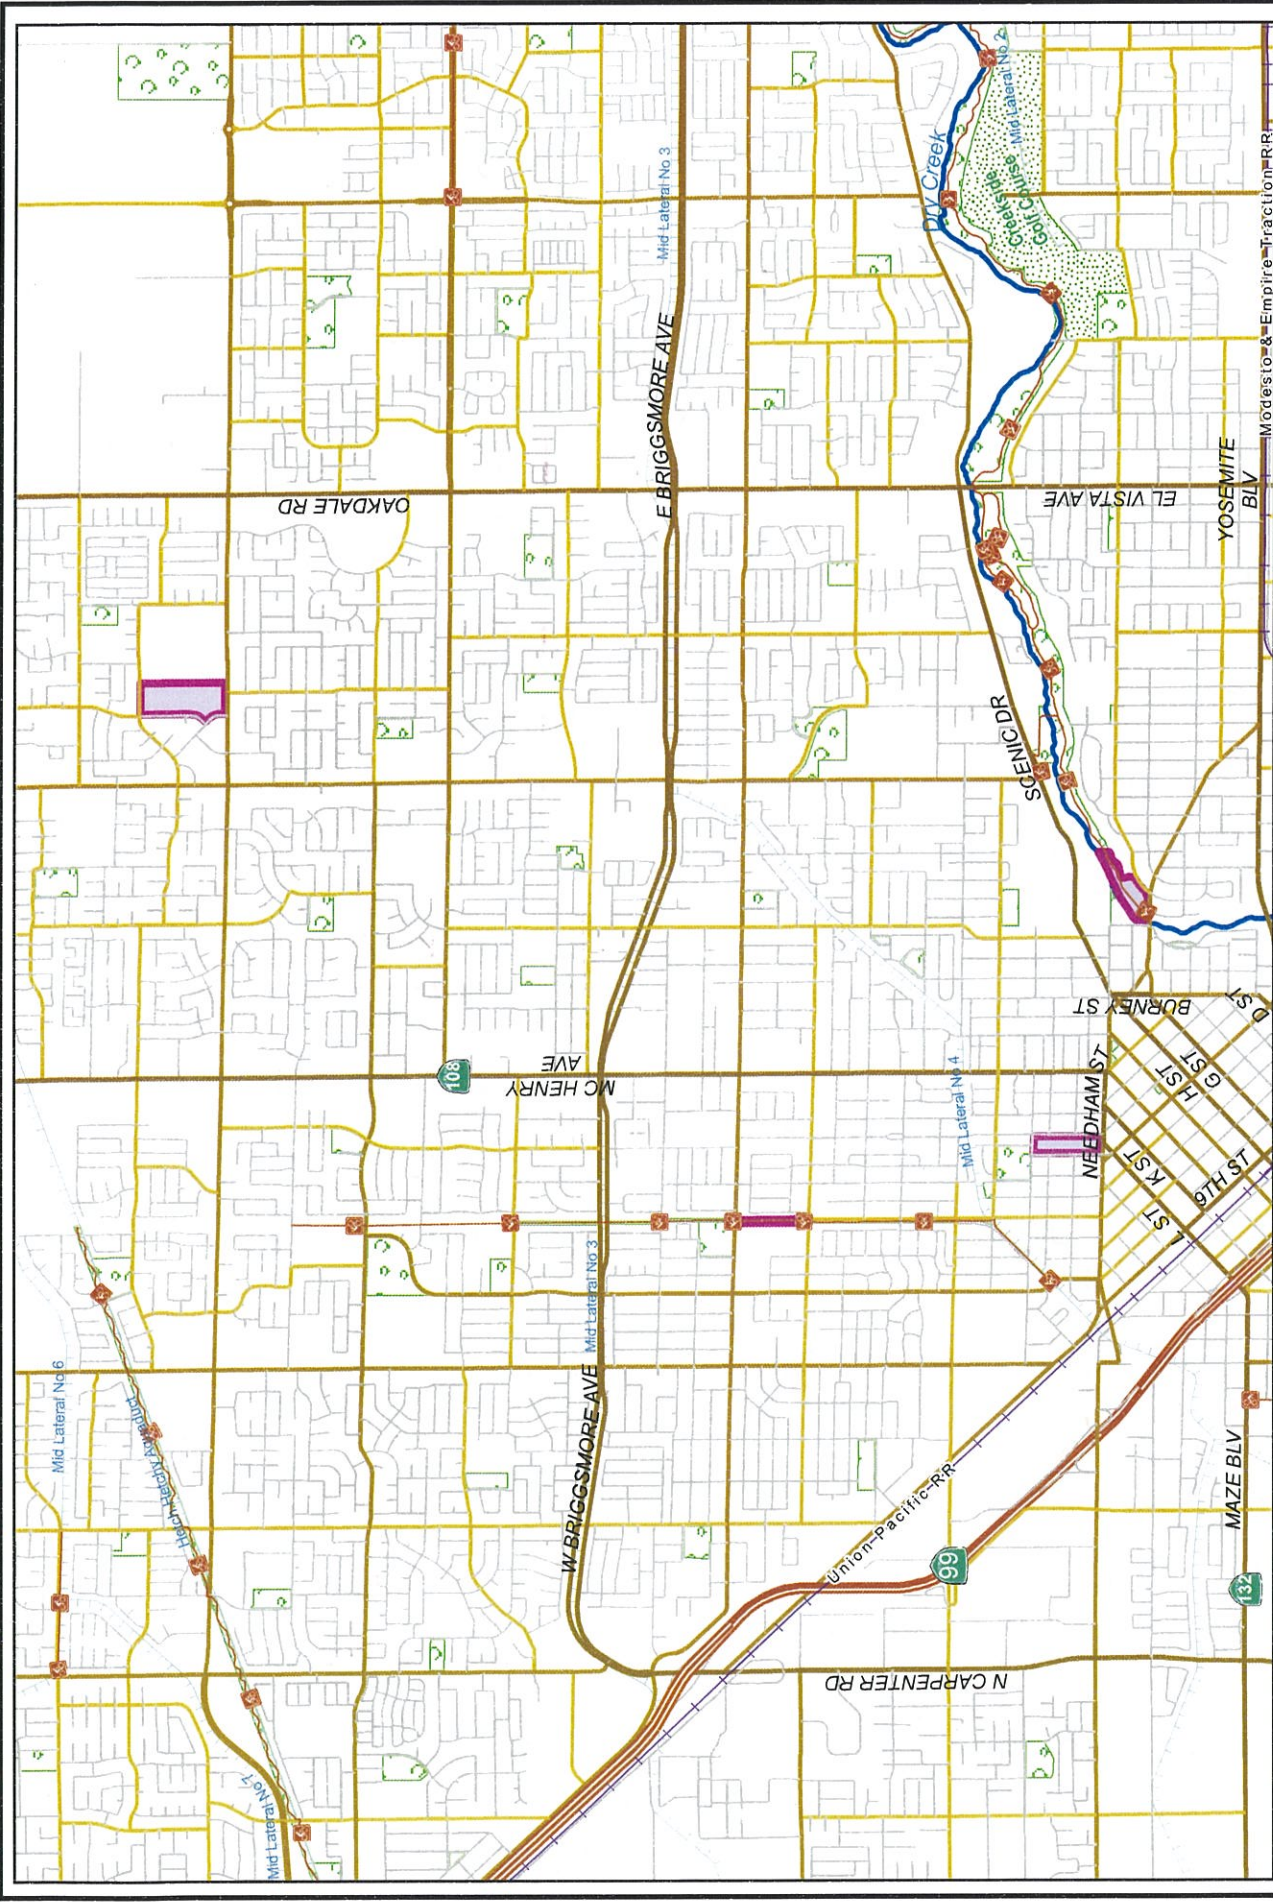 Mid Lateral No 2
Mid Lateral No 3
Dry Creek
Creekside
Golf Course
E BRIGGSMORE AVE
OAKDALE RD
EL VISTA AVE
YOSEMITE
BLV
Modesto & Empire Traction RR
SCENIC DR
108
MC HENRY
AVE
BURNEY ST
D ST
G ST
H ST
NEEDHAM ST
K ST
L ST
9TH ST
Mid Lateral No 4
Mid Lateral No 3
Mid Lateral No 6
Hetch Hetchy Aqueduct
W BRIGGSMORE AVE
Union Pacific RR
99
MAZE BLV
132
N CARPENTER RD
Mid Lateral No 7